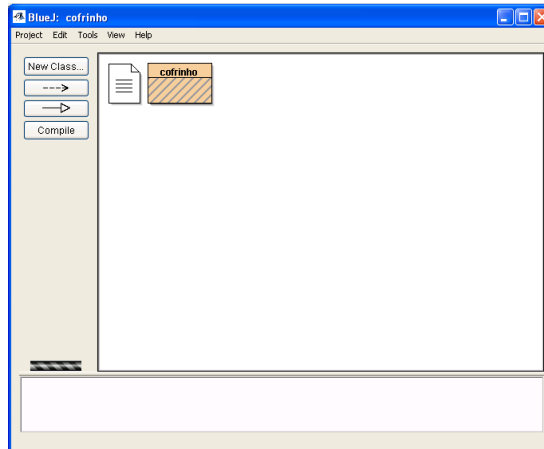 BlueJ: cofrinho
Project Edit Tools View Help
New Class...
cofrinho
Compile